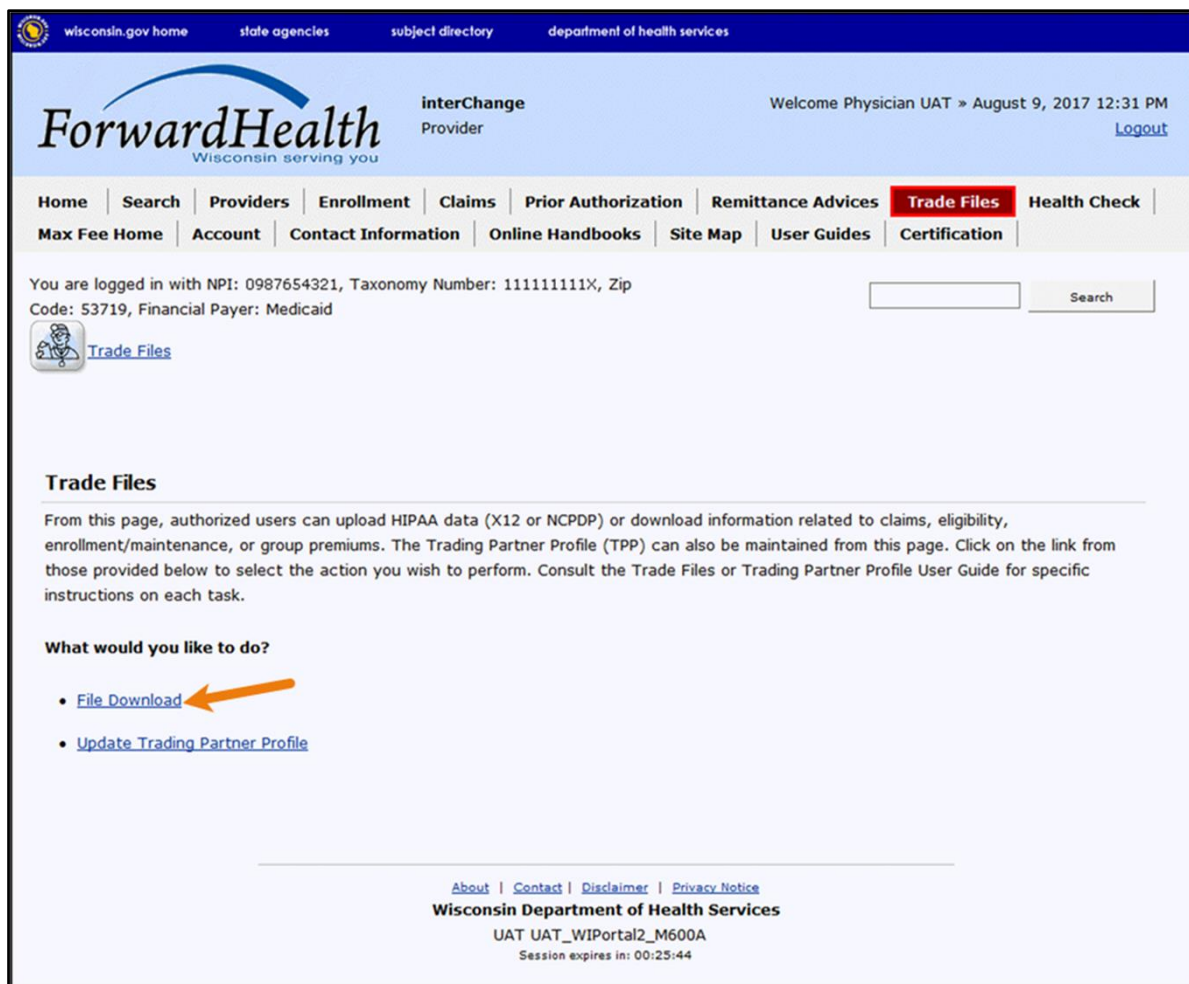 wisconsin.gov home state agencies subject directory department of health services
ForwardHealth
Wisconsin serving you
interChange
Provider
Welcome Physician UAT » August 9, 2017 12:31 PM
Logout
Home Search Providers Enrollment Claims Prior Authorization Remittance Advices Trade Files Health Check
Max Fee Home Account Contact Information Online Handbooks Site Map User Guides Certification
You are logged in with NPI: 0987654321, Taxonomy Number: 111111111X, Zip
Code: 53719, Financial Payer: Medicaid
Search
Trade Files
Trade Files
From this page, authorized users can upload HIPAA data (X12 or NCPDP) or download information related to claims, eligibility,
enrollment/maintenance, or group premiums. The Trading Partner Profile (TPP) can also be maintained from this page. Click on the link from
those provided below to select the action you wish to perform. Consult the Trade Files or Trading Partner Profile User Guide for specific
instructions on each task.
What would you like to do?
• File Download
• Update Trading Partner Profile
About | Contact | Disclaimer | Privacy Notice
Wisconsin Department of Health Services
UAT UAT_WIPortal2_M600A
Session expires in: 00:25:44